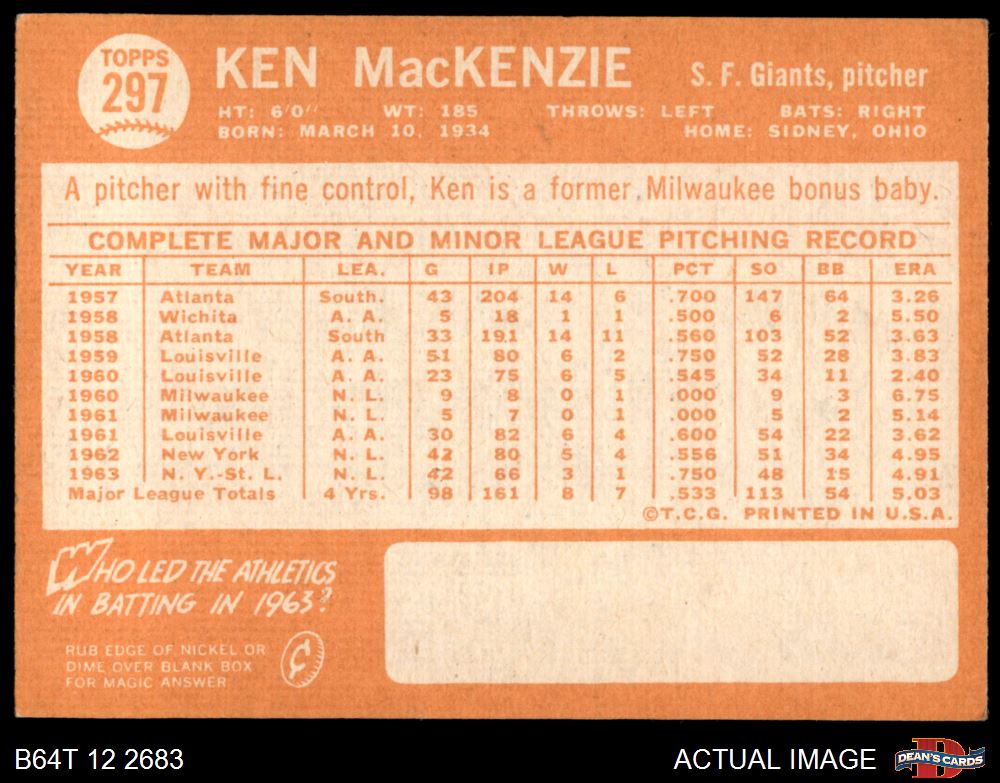 TOPPS
297
KEN MacKENZIE
S. F. Giants, pitcher
HT: 6'0'' WT: 185 THROWS: LEFT BATS: RIGHT
BORN: MARCH 10, 1934 HOME: SIDNEY, OHIO
A pitcher with fine control, Ken is a former Milwaukee bonus baby.
COMPLETE MAJOR AND MINOR LEAGUE PITCHING RECORD
YEAR TEAM LEA. G IP W L PCT SO BB ERA
1957 Atlanta South. 43 204 14 6 .700 147 64 3.26
1958 Wichita A. A. 5 18 1 1 .500 6 2 5.50
1958 Atlanta South 33 191 14 11 .560 103 52 3.63
1959 Louisville A. A. 51 80 6 2 .750 52 28 3.83
1960 Louisville A. A. 23 75 6 5 .545 34 11 2.40
1960 Milwaukee N. L. 9 8 0 1 .000 9 3 6.75
1961 Milwaukee N. L. 5 7 0 1 .000 5 2 5.14
1961 Louisville A. A. 30 82 6 4 .600 54 22 3.62
1962 New York N. L. 42 80 5 4 .556 51 34 4.95
1963 N. Y.-St. L. N. L. 42 66 3 1 .750 48 15 4.91
Major League Totals 4 Yrs. 98 161 8 7 .533 113 54 5.03
©T.C.G. PRINTED IN U.S.A.
WHO LED THE ATHLETICS
IN BATTING IN 1963?
RUB EDGE OF NICKEL OR
DIME OVER BLANK BOX
FOR MAGIC ANSWER
¢
B64T 12 2683
ACTUAL IMAGE
D
DEAN'S CARDS